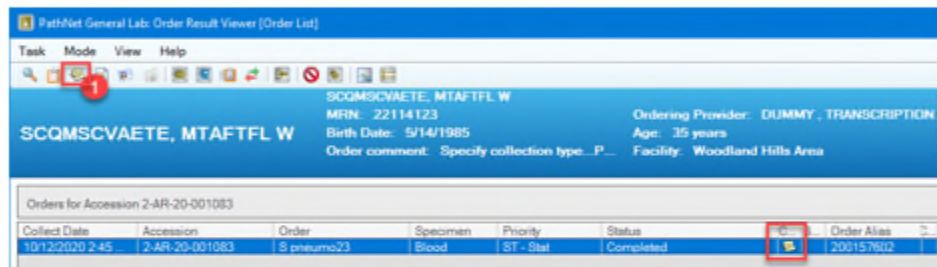 PathNet General Lab: Order Result Viewer [Order List]
Task Mode View Help
1
SCQMSCVAETE, MTAFTFL W
MRN: 22114123 Ordering Provider: DUMMY , TRANSCRIPTION
SCQMSCVAETE, MTAFTFL W Birth Date: 5/14/1985 Age: 35 years
Order comment: Specify collection type...P... Facility: Woodland Hills Area
Orders for Accession 2-AR-20-001083
Collect Date Accession Order Specimen Priority Status C... Order Alias
10/12/2020 2:45 ... 2-AR-20-001083 S pneumo23 Blood ST - Stat Completed 200157602